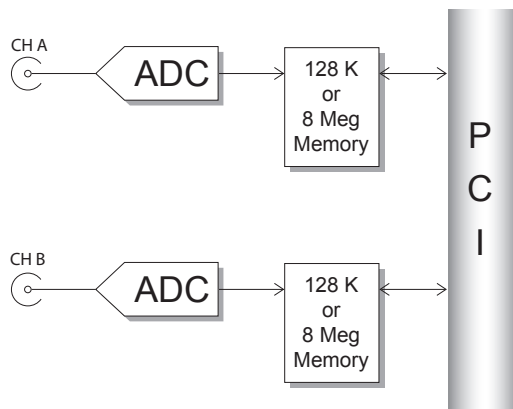 CH A
ADC
128 K
or
8 Meg
Memory
P
C
I
CH B
ADC
128 K
or
8 Meg
Memory